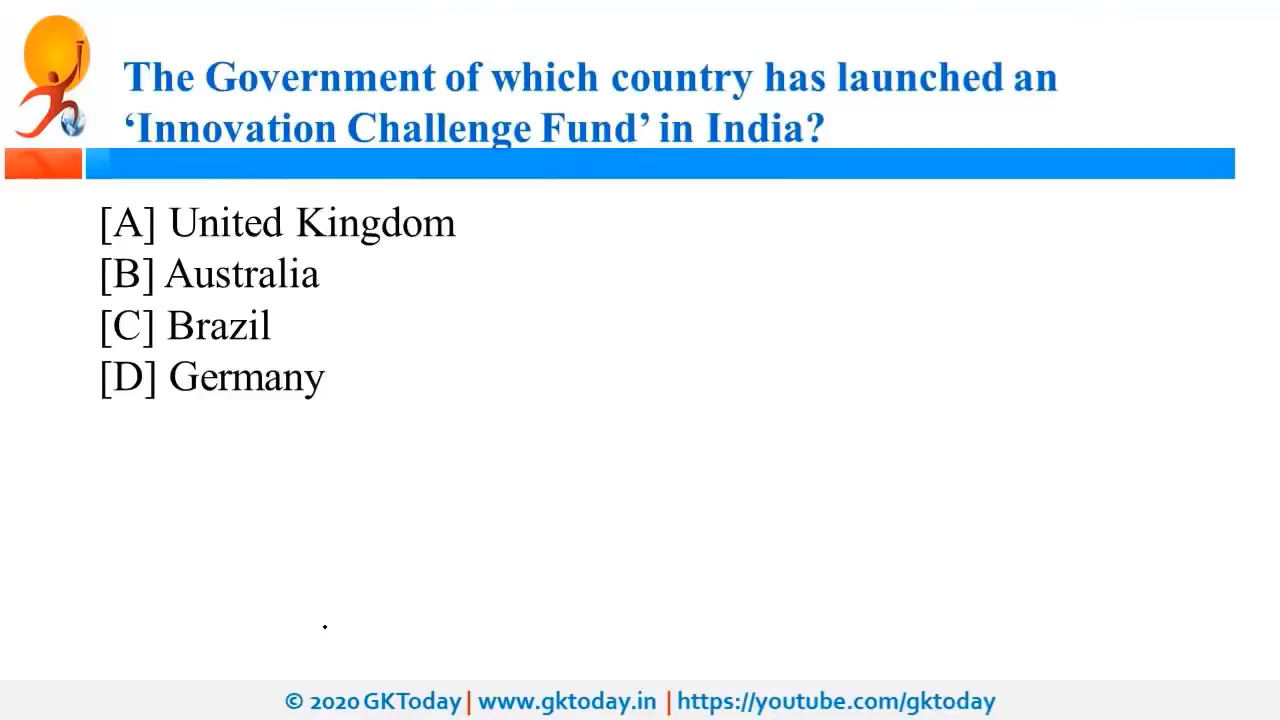 The Government of which country has launched an
‘Innovation Challenge Fund’ in India?
[A] United Kingdom
[B] Australia
[C] Brazil
[D] Germany
© 2020 GKToday | www.gktoday.in | https://youtube.com/gktoday